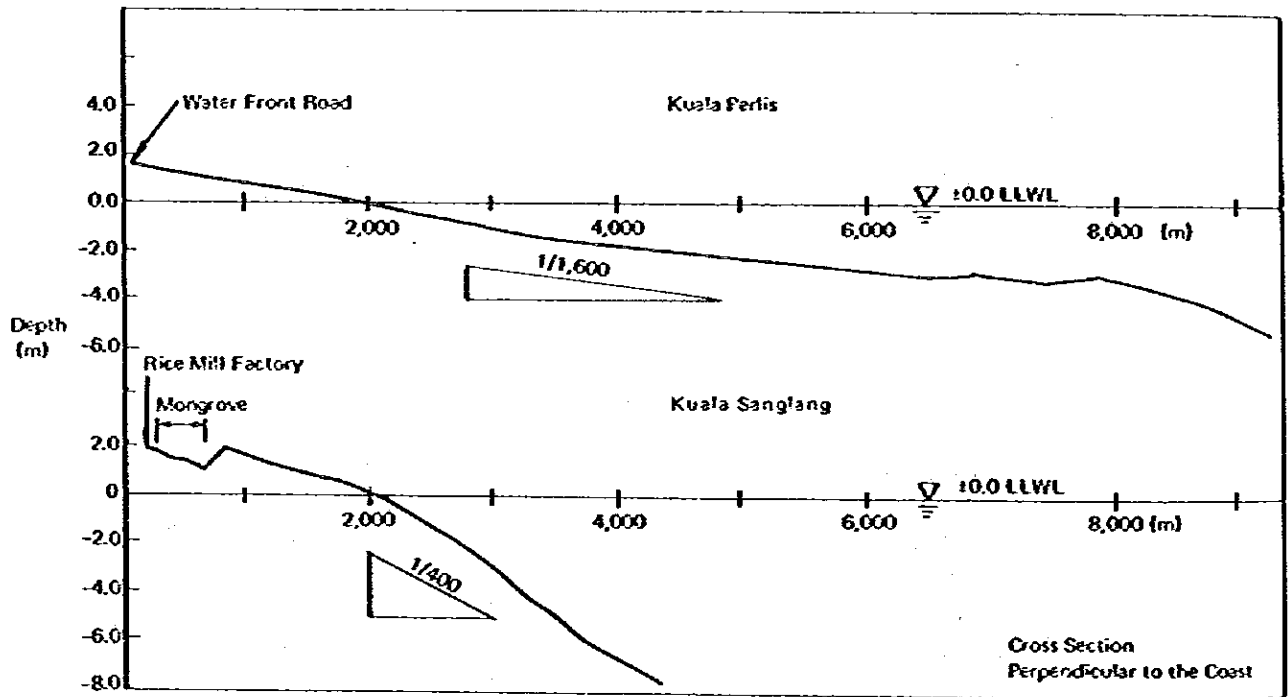 4.0
Water Front Road
Kuala Perlis
2.0
0.0
±0.0 LLWL
2,000
4,000
6,000
8,000 (m)
-2.0
1/1,600
-4.0
Depth
(m)
-6.0
Rice Mill Factory
Mongrove
Kuala Sanglang
2.0
0
±0.0 LLWL
2,000
4,000
6,000
8,000 (m)
-2.0
1/400
-4.0
-6.0
Cross Section
Perpendicular to the Coast
-8.0